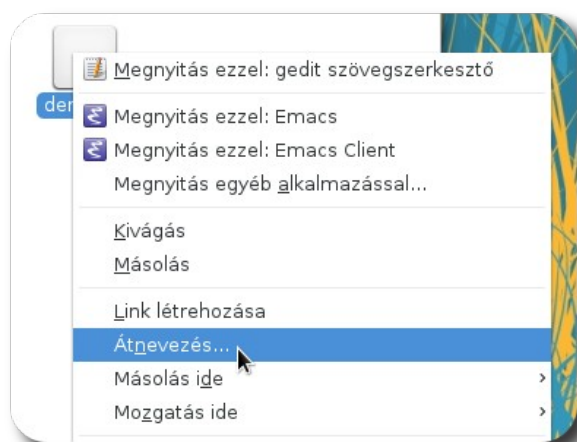 Megnyitás ezzel: gedit szövegszerkesztő
Megnyitás ezzel: Emacs
Megnyitás ezzel: Emacs Client
Megnyitás egyéb alkalmazással...
Kivágás
Másolás
Link létrehozása
Átnevezés...
Másolás ide
Mozgatás ide